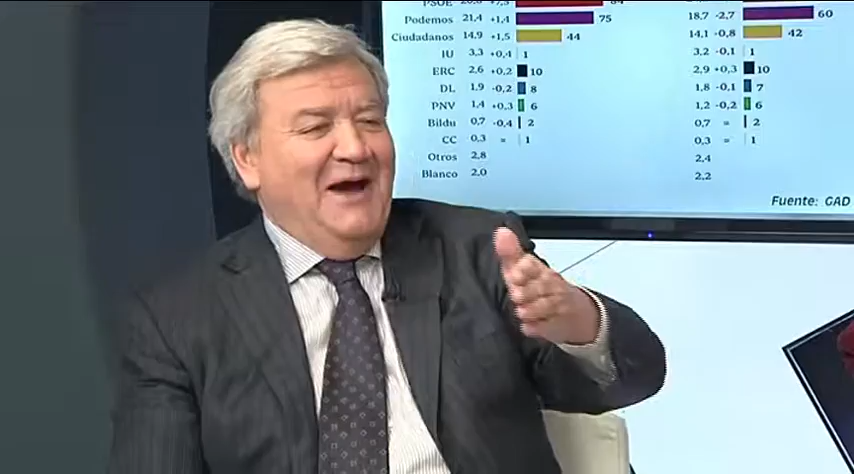 PSOE 84
Podemos 21,4 +1,4 75 18,7 -2,7 60
Ciudadanos 14,9 +1,5 44 14,1 -0,8 42
IU 3,3 +0,4 1 3,2 -0,1 1
ERC 2,6 +0,2 10 2,9 +0,3 10
DL 1,9 -0,2 8 1,8 -0,1 7
PNV 1,4 +0,3 6 1,2 -0,2 6
Bildu 0,7 -0,4 2 0,7 = 2
CC 0,3 = 1 0,3 = 1
Otros 2,8 2,4
Blanco 2,0 2,2
Fuente: GAD